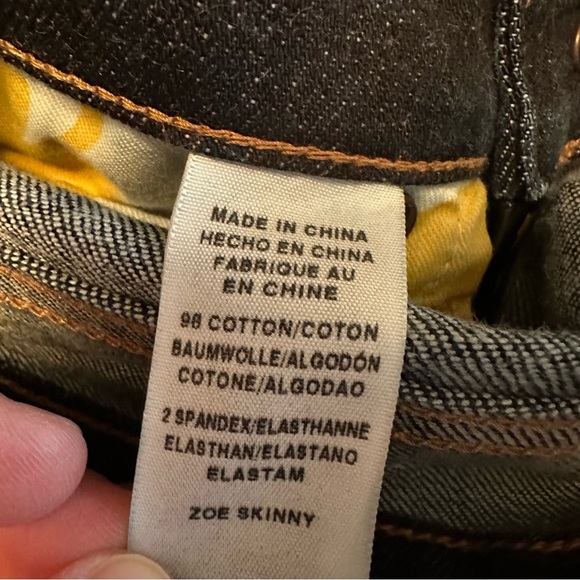 MADE IN CHINA
HECHO EN CHINA
FABRIQUE AU
EN CHINE
98 COTTON/COTON
BAUMWOLLE/ALGODÓN
COTONE/ALGODAO
2 SPANDEX/ELASTHANNE
ELASTHAN/ELASTANO
ELASTAM
ZOE SKINNY